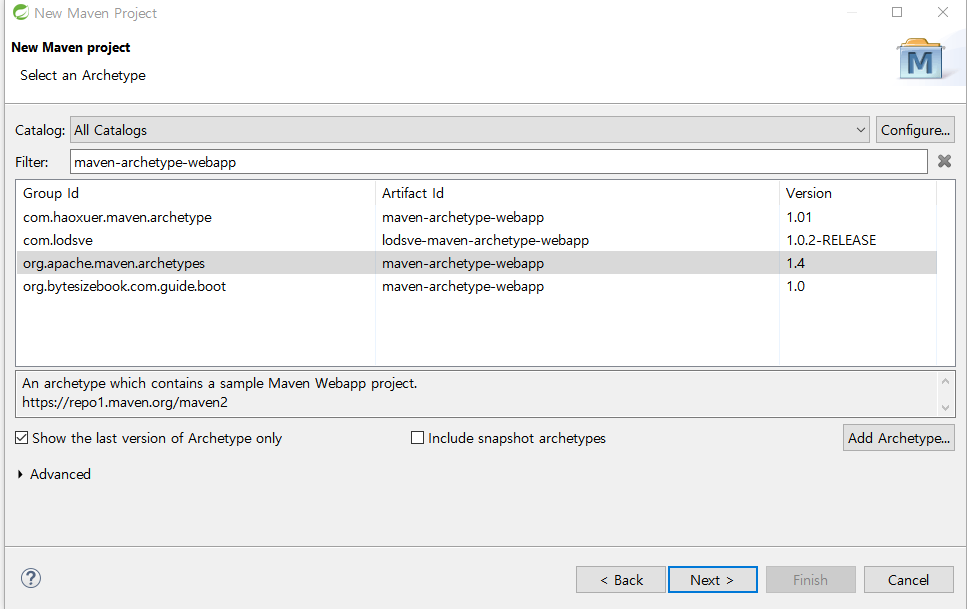 New Maven Project
New Maven project
Select an Archetype
M
Catalog: All Catalogs Configure...
Filter: maven-archetype-webapp
Group Id Artifact Id Version
com.haoxuer.maven.archetype maven-archetype-webapp 1.01
com.lodsve lodsve-maven-archetype-webapp 1.0.2-RELEASE
org.apache.maven.archetypes maven-archetype-webapp 1.4
org.bytesizebook.com.guide.boot maven-archetype-webapp 1.0
An archetype which contains a sample Maven Webapp project.
https://repo1.maven.org/maven2
Show the last version of Archetype only Include snapshot archetypes Add Archetype...
Advanced
? < Back Next > Finish Cancel